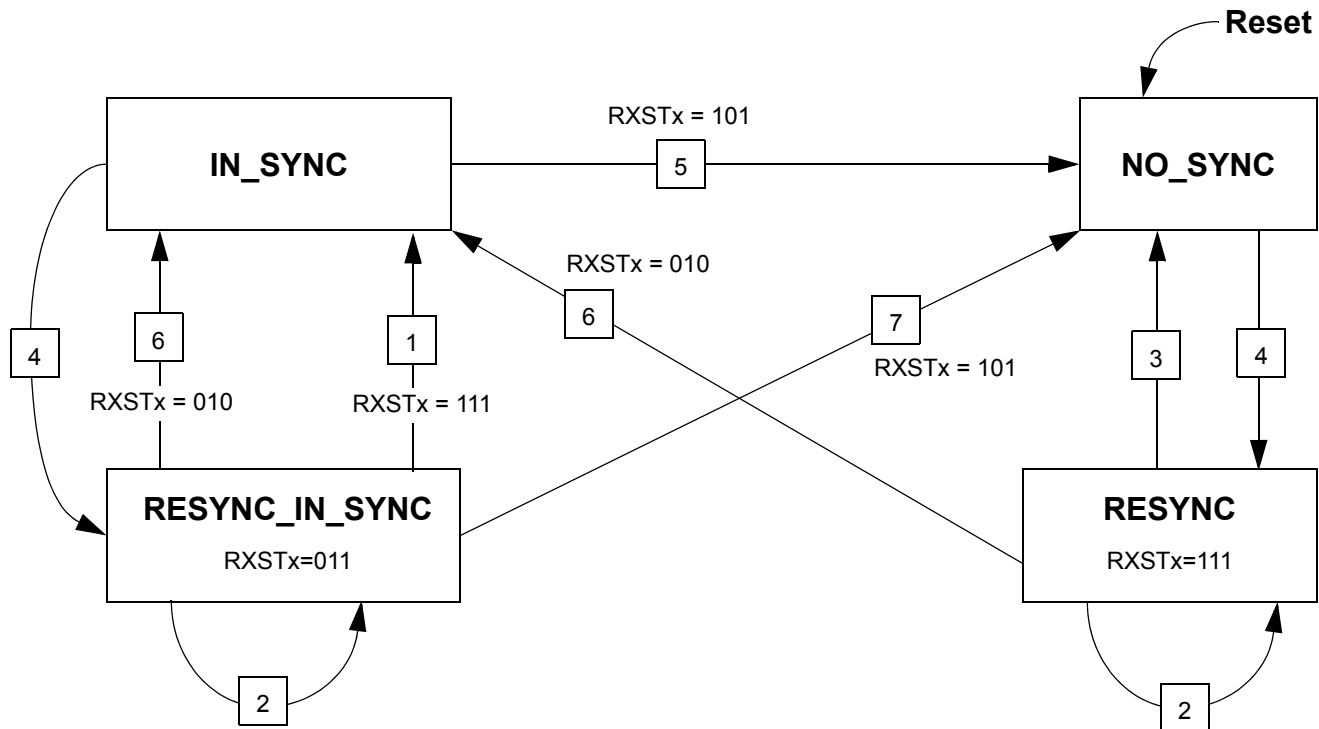 Reset
RXSTx = 101
IN_SYNC
5
NO_SYNC
RXSTx = 010
6
7
RXSTx = 101
4
6
1
3
4
RXSTx = 010
RXSTx = 111
RESYNC_IN_SYNC
RXSTx=011
RESYNC
RXSTx=111
2
2